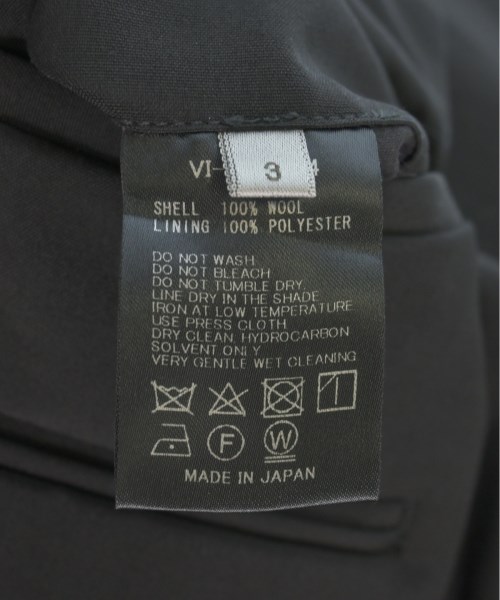 VI- 4
3
SHELL 100% WOOL
LINING 100% POLYESTER
DO NOT WASH
DO NOT BLEACH
DO NOT TUMBLE DRY
LINE DRY IN THE SHADE
IRON AT LOW TEMPERATURE
USE PRESS CLOTH
DRY CLEAN, HYDROCARBON
SOLVENT ONLY
VERY GENTLE WET CLEANING
F W
MADE IN JAPAN